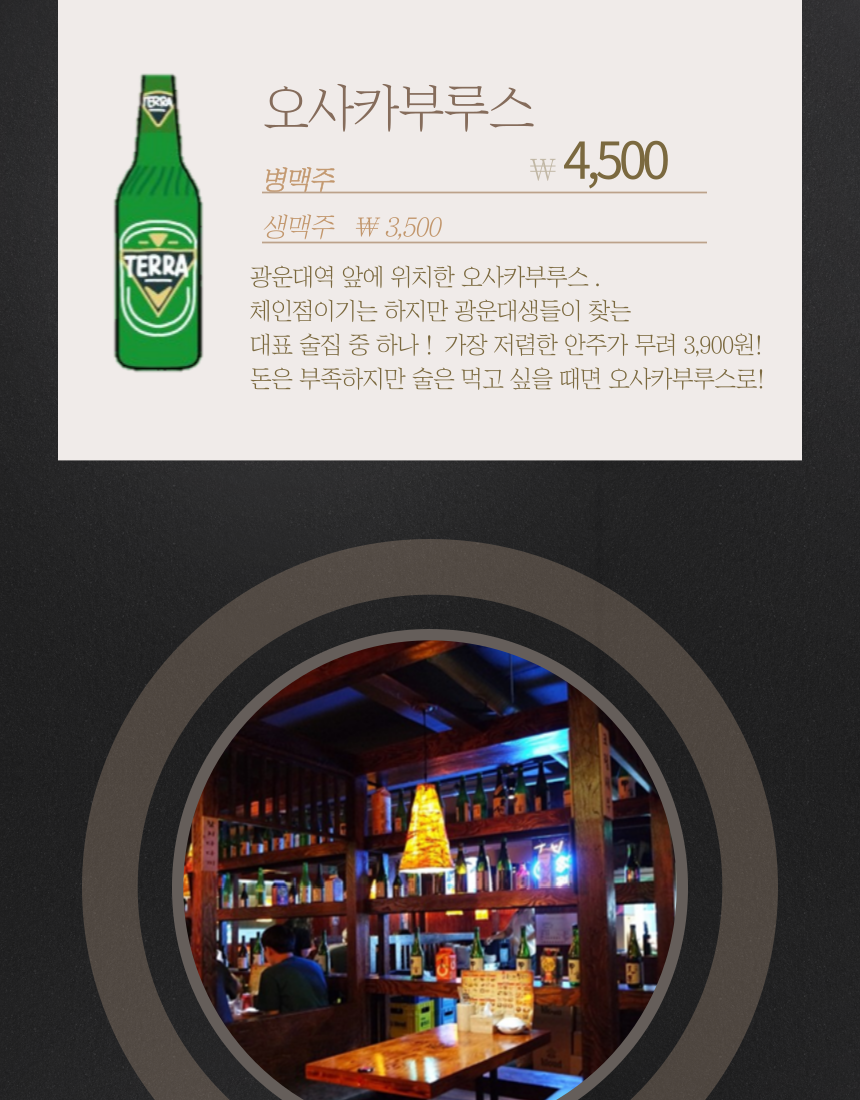 TERRA
TERRA
오사카부루스
병맥주 ₩ 4,500
생맥주 ₩ 3,500
광운대역 앞에 위치한 오사카부루스 .
체인점이기는 하지만 광운대생들이 찾는
대표 술집 중 하나 ! 가장 저렴한 안주가 무려 3,900원!
돈은 부족하지만 술은 먹고 싶을 때면 오사카부루스로!